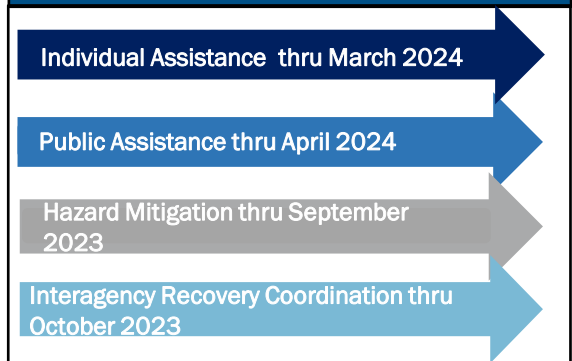 Individual Assistance  thru March 2024
Public Assistance thru April 2024
Hazard Mitigation thru September
2023
Interagency Recovery Coordination thru
October 2023